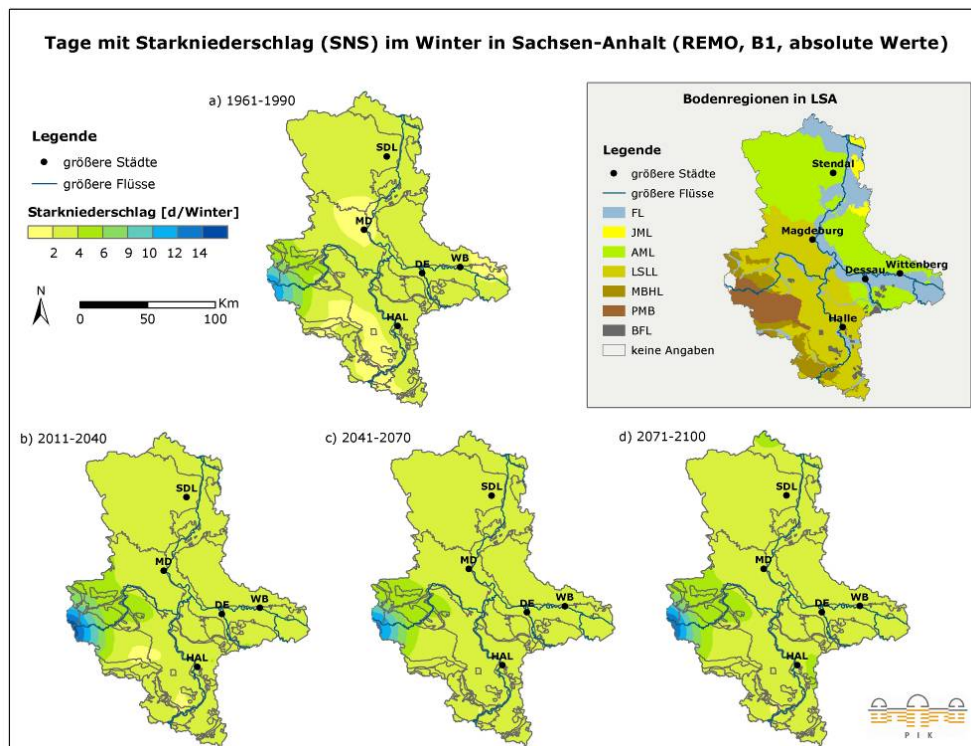 Tage mit Starkniederschlag (SNS) im Winter in Sachsen-Anhalt (REMO, B1, absolute Werte)
a) 1961-1990
Legende
größere Städte
größere Flüsse
Starkniederschlag [d/Winter]
2 4 6 8 10 12 14
N
Km
0 50 100
SDL
MD
DE
WB
HAL
Bodenregionen in LSA
Legende
größere Städte
größere Flüsse
FL
JML
AML
LSLL
MBHL
PMB
BFL
keine Angaben
Stendal
Magdeburg
Dessau
Wittenberg
Halle
b) 2011-2040
SDL
MD
DE
WB
HAL
c) 2041-2070
SDL
MD
DE
WB
HAL
d) 2071-2100
SDL
MD
DE
WB
HAL
P I K